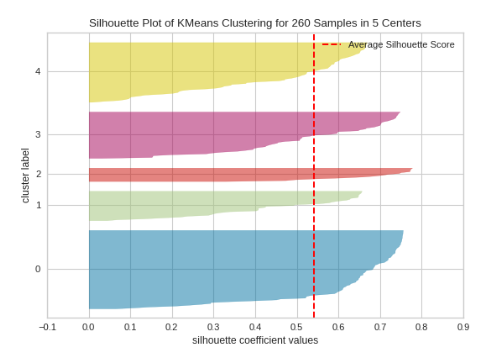 Silhouette Plot of KMeans Clustering for 260 Samples in 5 Centers
Average Silhouette Score
4
3
2
1
0
cluster label
−0.1 0.0 0.1 0.2 0.3 0.4 0.5 0.6 0.7 0.8 0.9
silhouette coefficient values